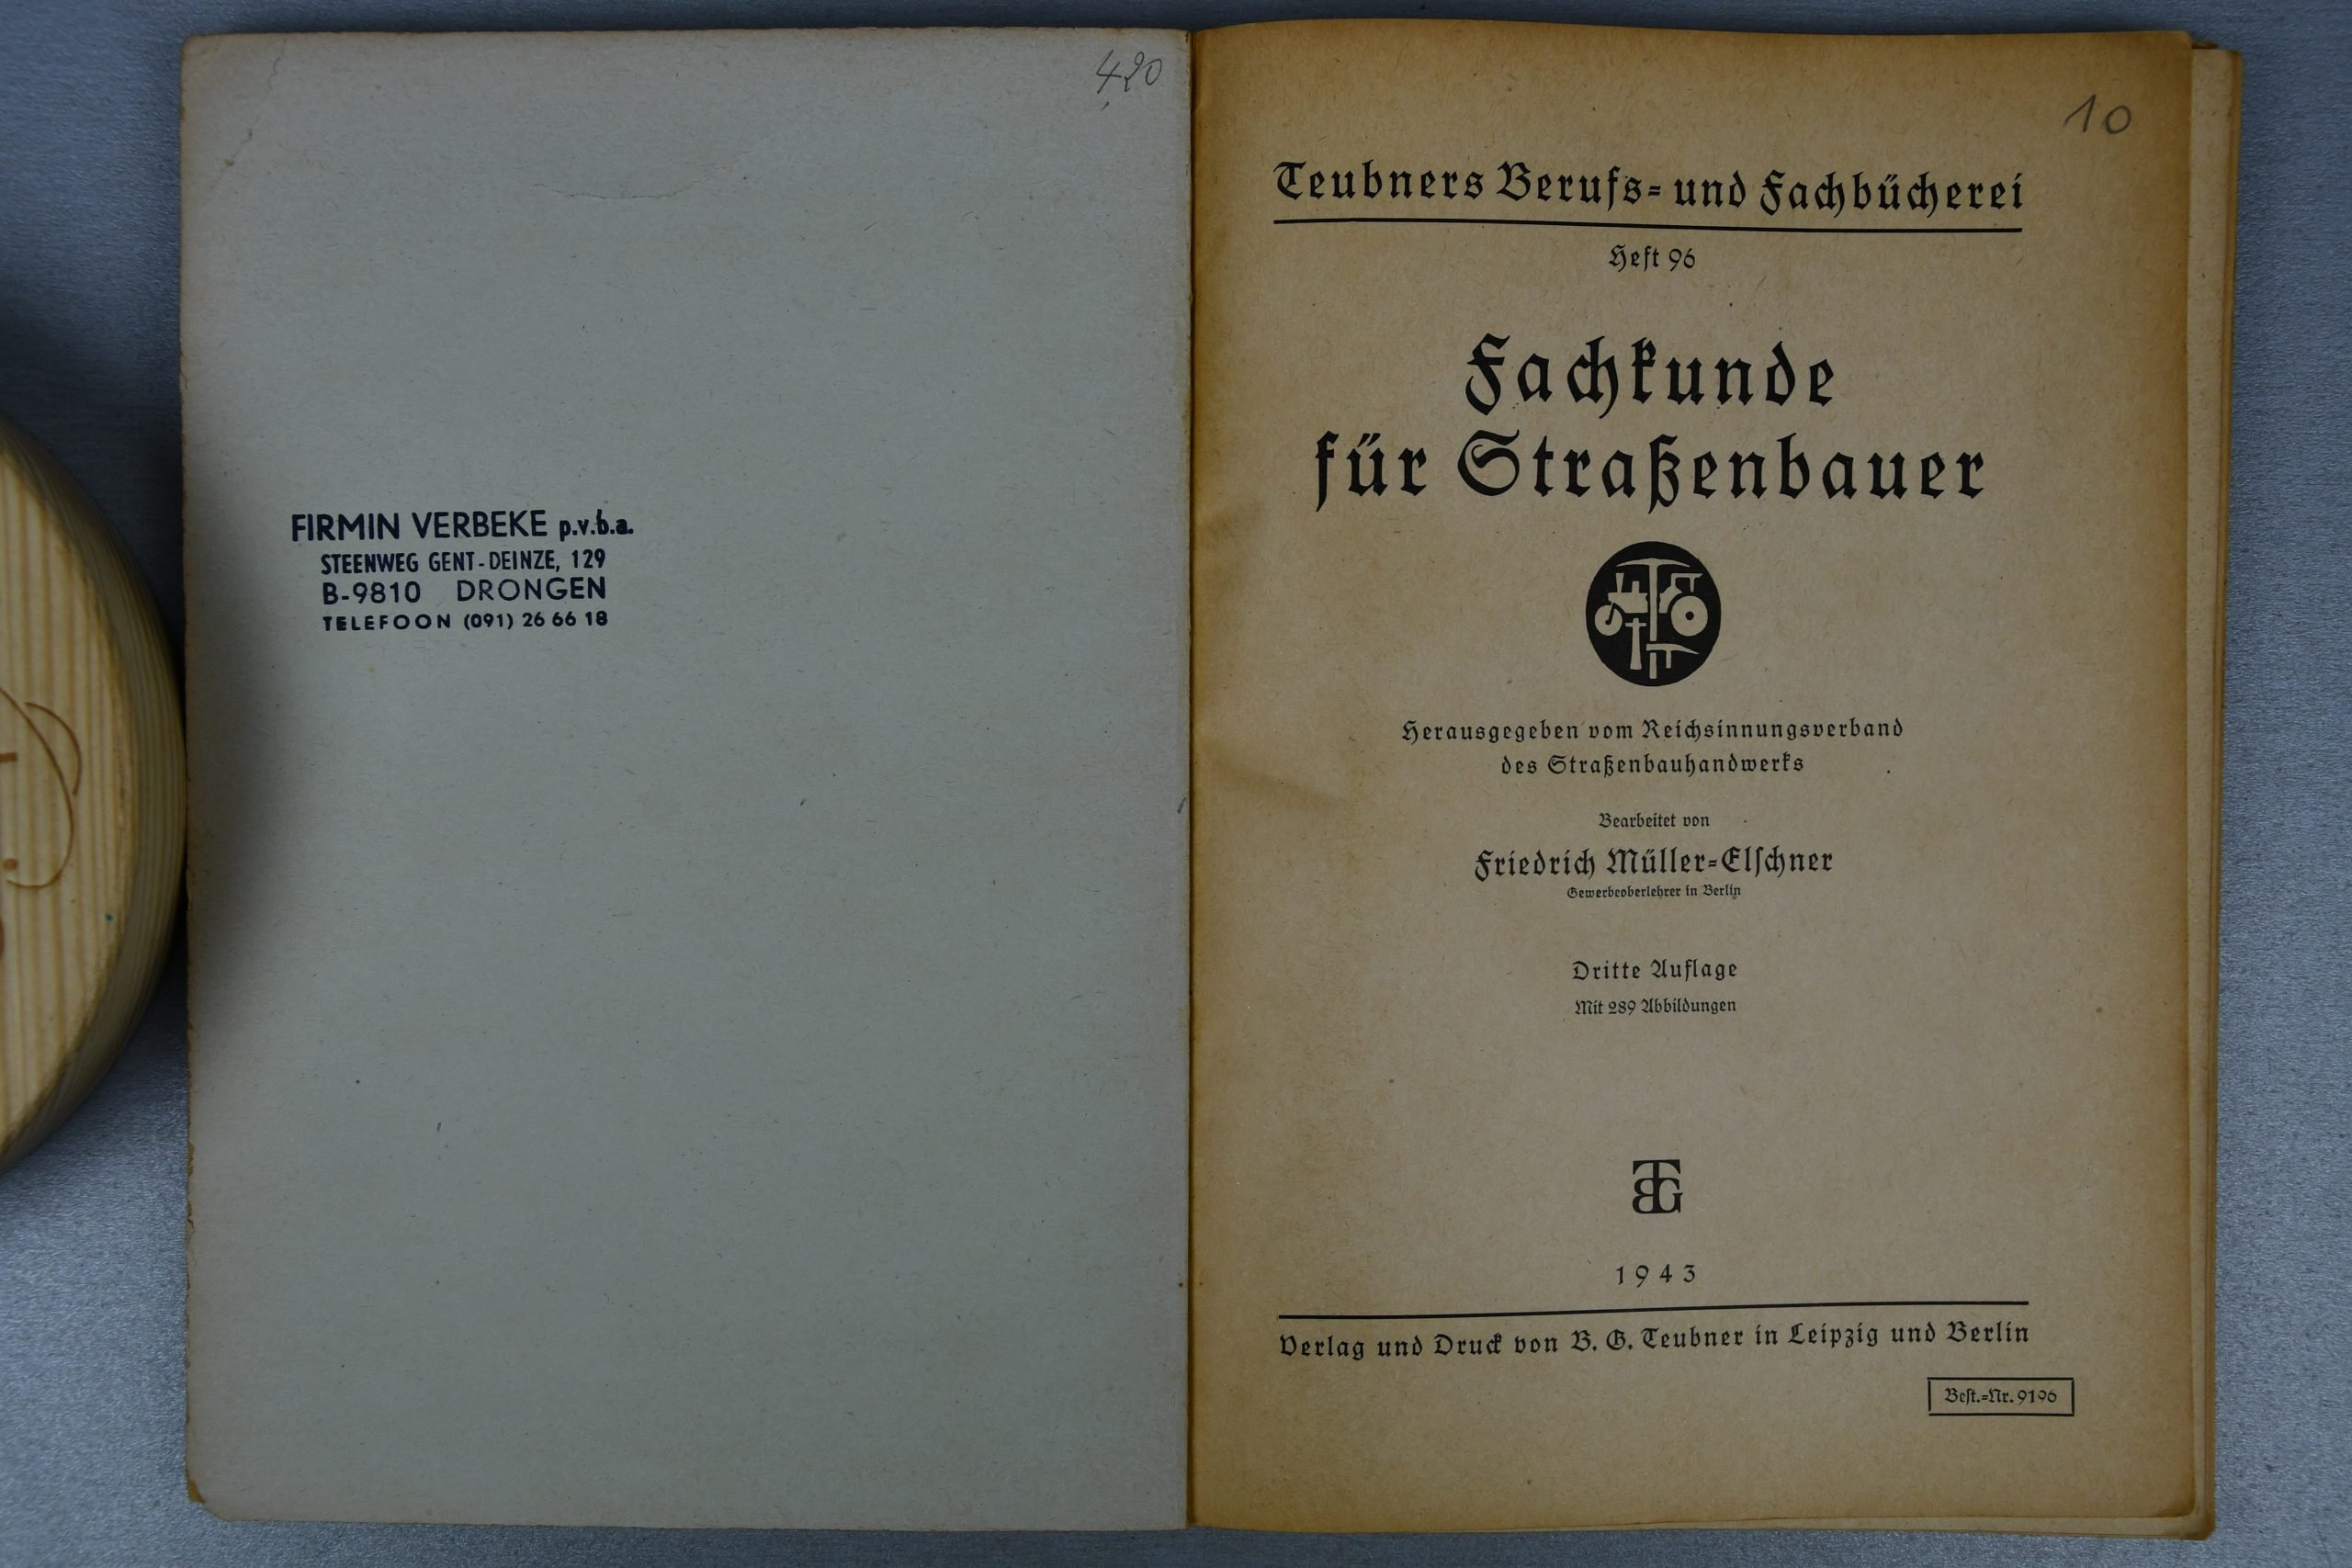 420
FIRMIN VERBEKE p.v.b.a.
STEENWEG GENT-DEINZE, 129
B-9810 DRONGEN
TELEFOON (091) 26 66 18
10
Teubners Berufs- und Fachbücherei
Heft 96
Fachkunde
für Straßenbauer
Herausgegeben vom Reichsinnungsverband
des Straßenbauhandwerks
Bearbeitet von
Friedrich Müller-Elschner
Gewerbeoberlehrer in Berlin
Dritte Auflage
Mit 289 Abbildungen
BGT
1943
Verlag und Druck von B. G. Teubner in Leipzig und Berlin
Best.-Nr. 9196